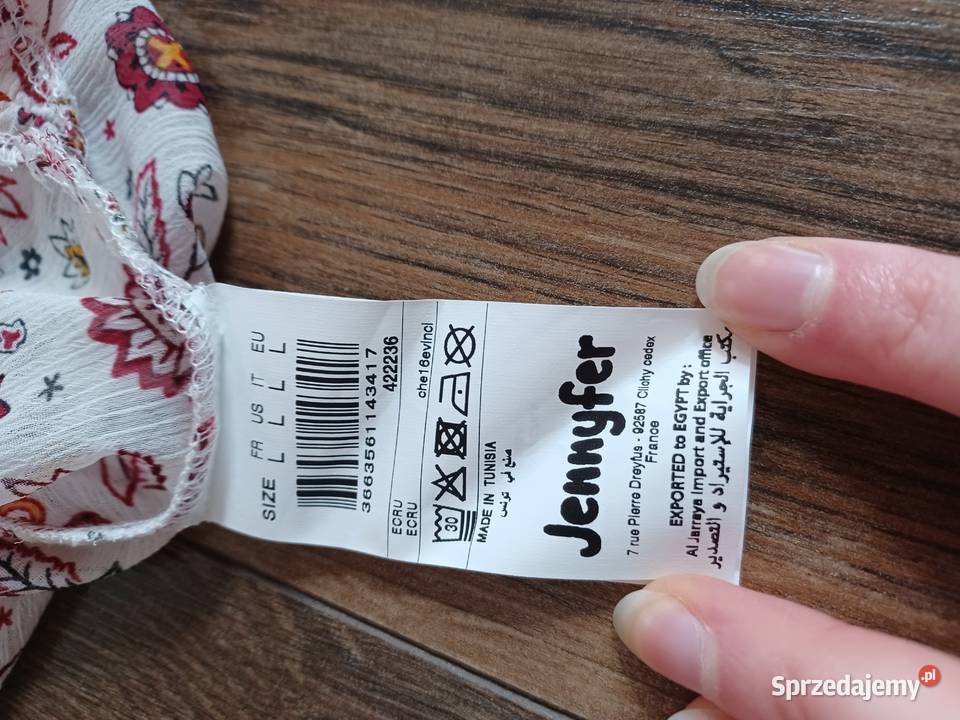 SIZE FR US IT EU
L L L L
3663561143417
422236
ECRU
ECRU
che16evinci
30
MADE IN TUNISIA
صنع في تونس
Jennyfer
7 rue Pierre Dreyfus - 92587 Clichy cedex
France
EXPORTED to EGYPT by :
Al Jarraya Import and Export office
مكتب الجراية للإستيراد و التصدير
Sprzedajemy.pl